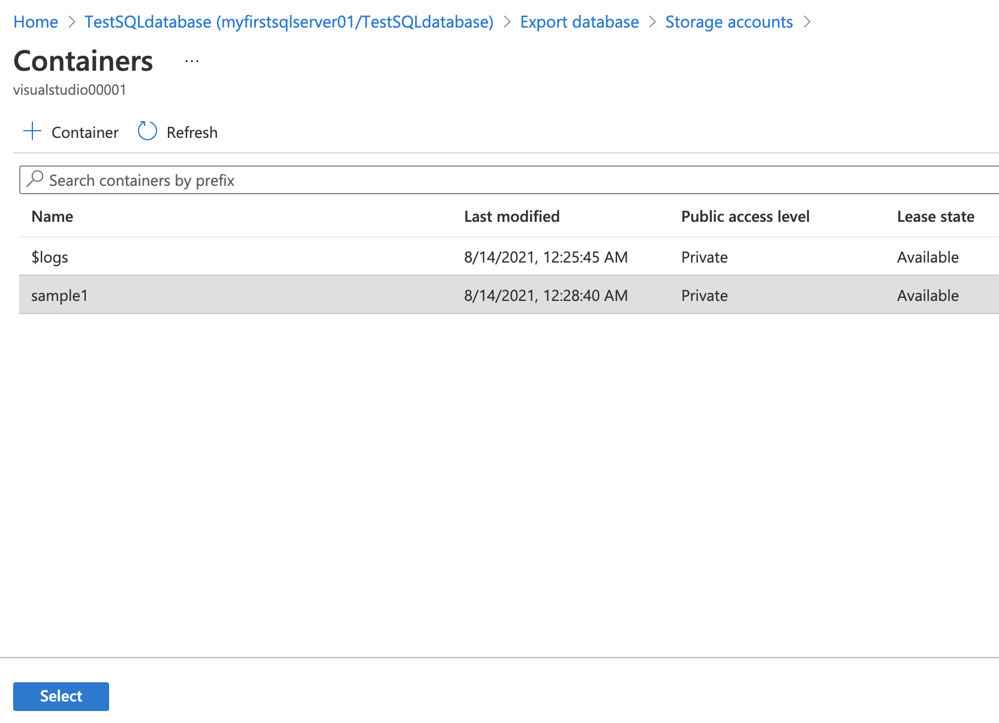 Home > TestSQLdatabase (myfirstsqlserver01/TestSQLdatabase) > Export database > Storage accounts >
Containers ...
visualstudio00001
Container Refresh
Search containers by prefix
Name Last modified Public access level Lease state
$logs 8/14/2021, 12:25:45 AM Private Available
sample1 8/14/2021, 12:28:40 AM Private Available
Select